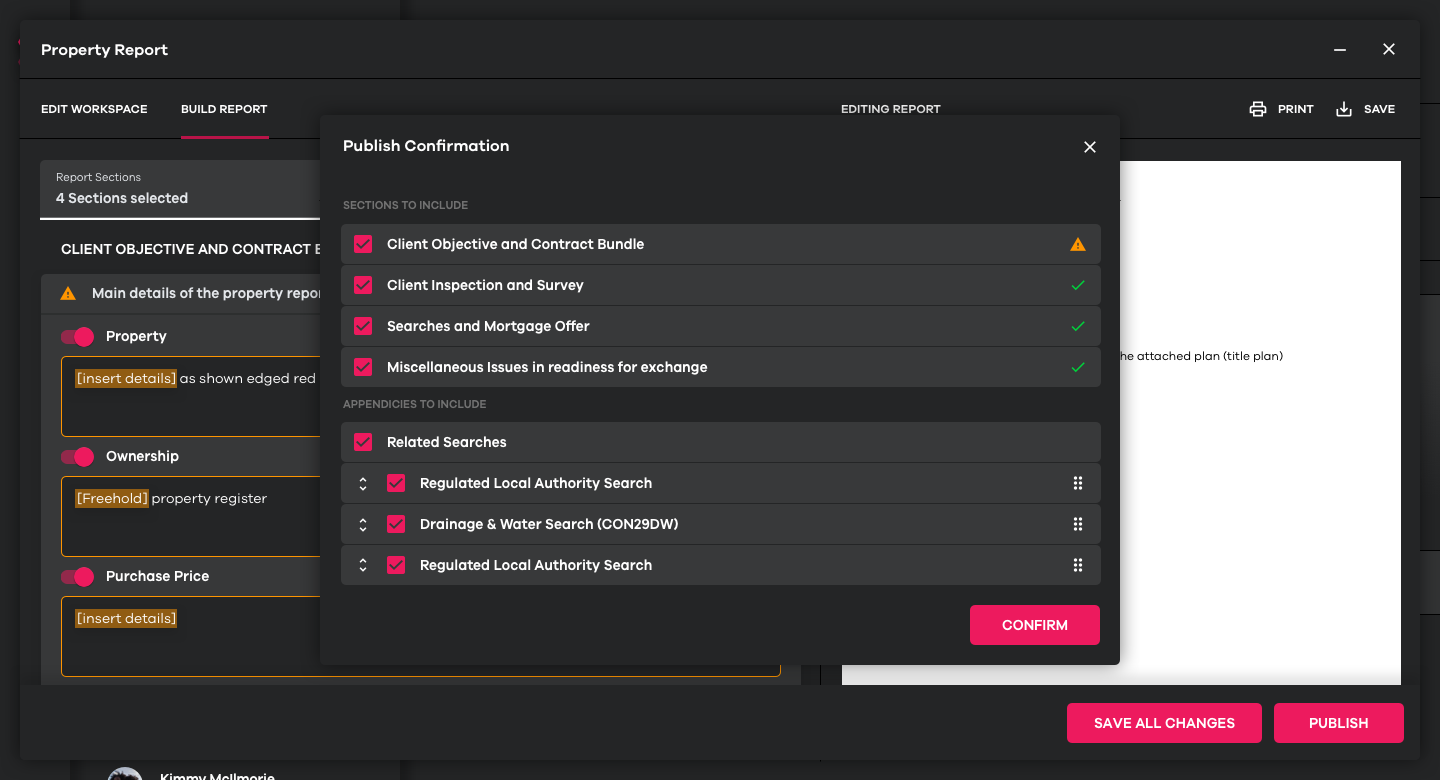 Property Report
EDIT WORKSPACE
BUILD REPORT
EDITING REPORT
PRINT
SAVE
Report Sections
4 Sections selected
CLIENT OBJECTIVE AND CONTRACT
Main details of the property
Property
[insert details] as shown edged red
Ownership
[Freehold] property register
Purchase Price
[insert details]
Publish Confirmation
SECTIONS TO INCLUDE
Client Objective and Contract Bundle
Client Inspection and Survey
Searches and Mortgage Offer
Miscellaneous Issues in readiness for exchange
APPENDICIES TO INCLUDE
Related Searches
Regulated Local Authority Search
Drainage & Water Search (CON29DW)
Regulated Local Authority Search
CONFIRM
he attached plan (title plan)
SAVE ALL CHANGES
PUBLISH
Kimmy McIlmorie